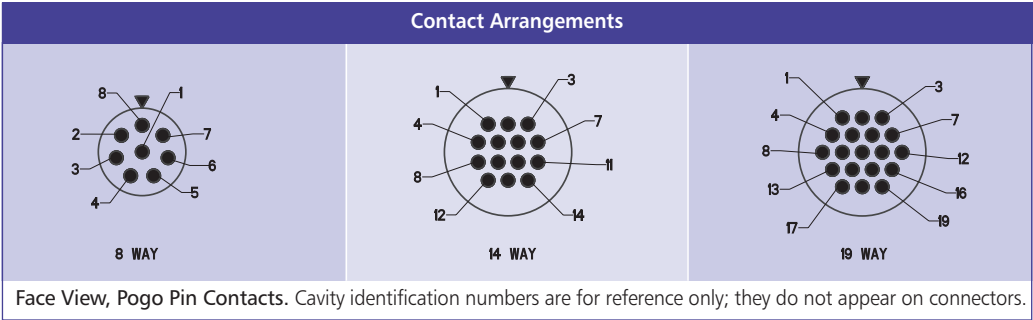 Contact Arrangements
8 1
2 7
3 6
4 5
8 WAY
1 3
4 7
8 11
12 14
14 WAY
1 3
4 7
8 12
13 16
17 19
19 WAY
Face View, Pogo Pin Contacts. Cavity identification numbers are for reference only; they do not appear on connectors.